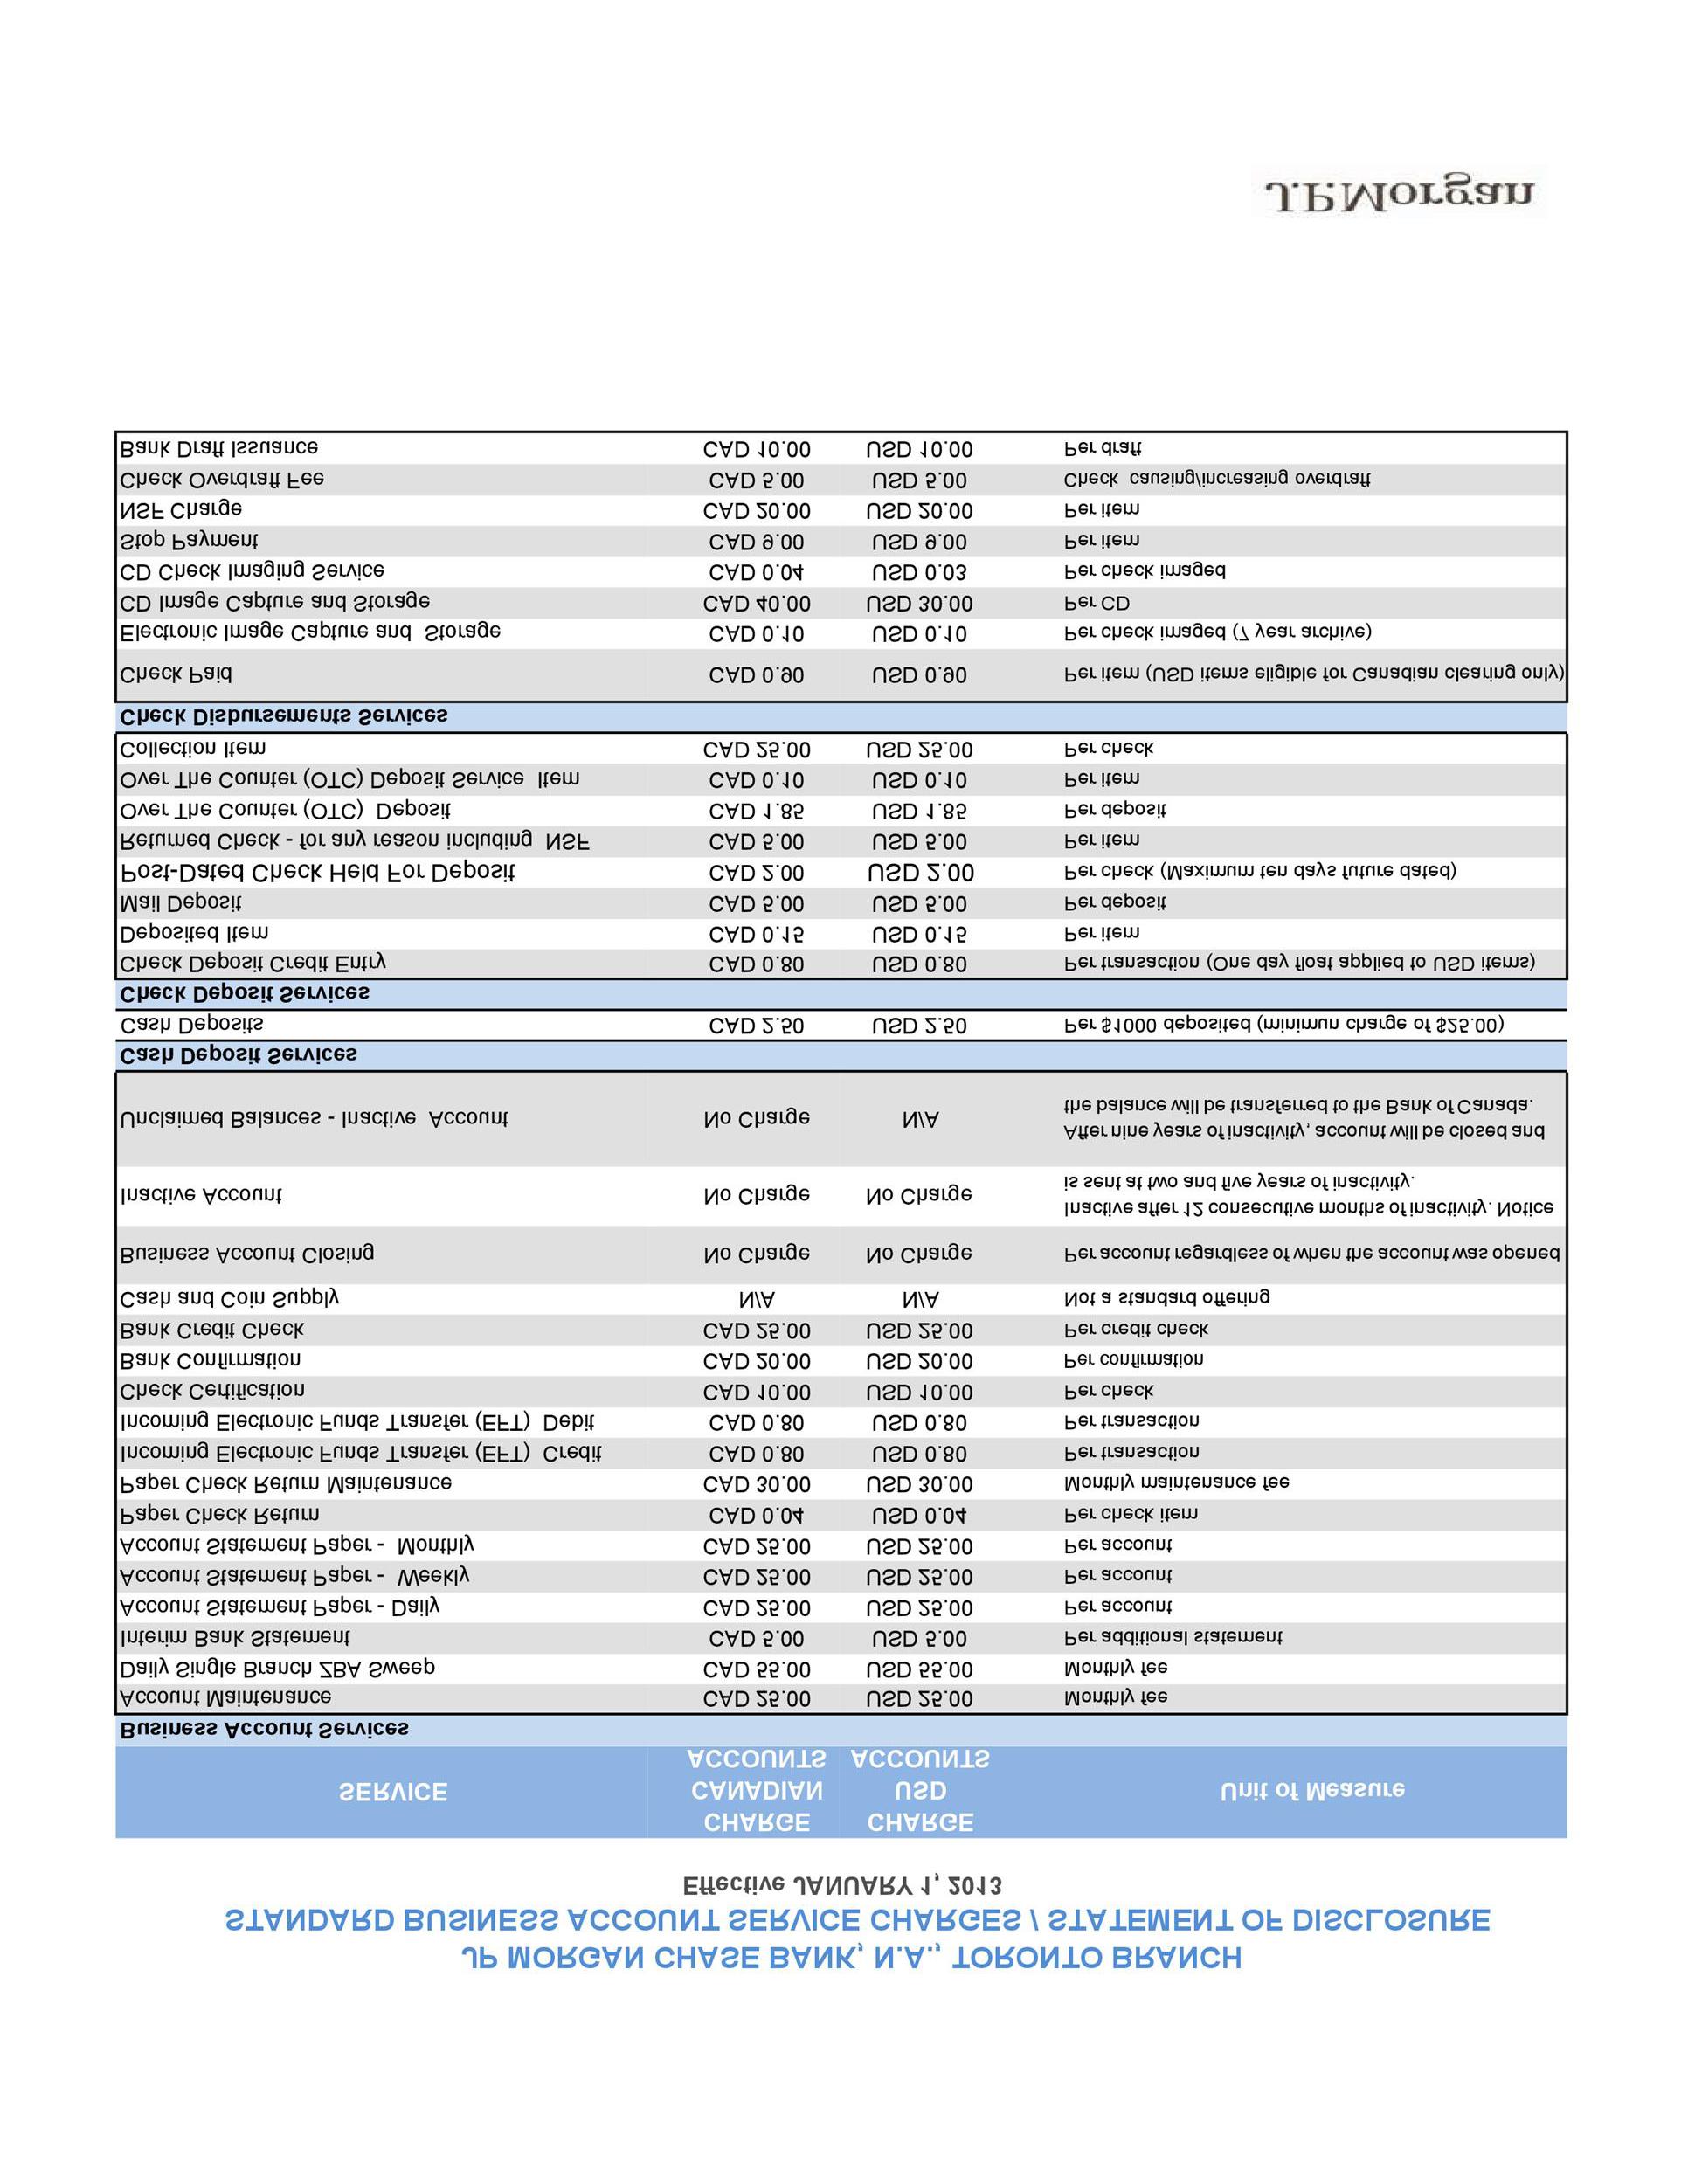 JP MORGAN CHASE BANK, N.A., TORONTO BRANCH
STANDARD BUSINESS ACCOUNT SERVICE CHARGES / STATEMENT OF DISCLOSURE
Effective JANUARY 1, 2013
SERVICE CHARGE CANADIAN ACCOUNTS CHARGE USD ACCOUNTS Unit of Measure
Business Account Services
Account Maintenance CAD 25.00 USD 25.00 Monthly fee
Daily Single Branch ZBA Sweep CAD 55.00 USD 55.00 Monthly fee
Interim Bank Statement CAD 5.00 USD 5.00 Per additional statement
Account Statement Paper - Daily CAD 25.00 USD 25.00 Per account
Account Statement Paper - Weekly CAD 25.00 USD 25.00 Per account
Account Statement Paper - Monthly CAD 25.00 USD 25.00 Per account
Paper Check Return CAD 0.04 USD 0.04 Per check item
Paper Check Return Maintenance CAD 30.00 USD 30.00 Monthly maintenance fee
Incoming Electronic Funds Transfer (EFT) Credit CAD 0.80 USD 0.80 Per transaction
Incoming Electronic Funds Transfer (EFT) Debit CAD 0.80 USD 0.80 Per transaction
Check Certification CAD 10.00 USD 10.00 Per check
Bank Confirmation CAD 20.00 USD 20.00 Per confirmation
Bank Credit Check CAD 25.00 USD 25.00 Per credit check
Cash and Coin Supply N/A N/A Not a standard offering
Business Account Closing No Charge No Charge Per account regardless of when the account was opened
Inactive Account No Charge No Charge Inactive after 12 consecutive months of inactivity. Notice
is sent at two and five years of inactivity.
Unclaimed Balances - Inactive Account No Charge N/A After nine years of inactivity, account will be closed and
the balance will be transferred to the Bank of Canada.
Cash Deposit Services
Cash Deposits CAD 2.50 USD 2.50 Per $1000 deposited (minimun charge of $25.00)
Check Deposit Services
Check Deposit Credit Entry CAD 0.80 USD 0.80 Per transaction (One day float applied to USD items)
Deposited Item CAD 0.15 USD 0.15 Per item
Mail Deposit CAD 5.00 USD 5.00 Per deposit
Post-Dated Check Held For Deposit CAD 2.00 USD 2.00 Per check (Maximum ten days future dated)
Returned Check - for any reason including NSF CAD 5.00 USD 5.00 Per item
Over The Counter (OTC) Deposit CAD 1.85 USD 1.85 Per deposit
Over The Counter (OTC) Deposit Service Item CAD 0.10 USD 0.10 Per item
Collection Item CAD 25.00 USD 25.00 Per check
Check Disbursements Services
Check Paid CAD 0.90 USD 0.90 Per item (USD items eligible for Canadian clearing only)
Electronic Image Capture and Storage CAD 0.10 USD 0.10 Per check imaged (7 year archive)
CD Image Capture and Storage CAD 40.00 USD 30.00 Per CD
CD Check Imaging Service CAD 0.04 USD 0.03 Per check imaged
Stop Payment CAD 9.00 USD 9.00 Per item
NSF Charge CAD 20.00 USD 20.00 Per item
Check Overdraft Fee CAD 5.00 USD 5.00 Check causing/increasing overdraft
Bank Draft Issuance CAD 10.00 USD 10.00 Per draft
J.P.Morgan